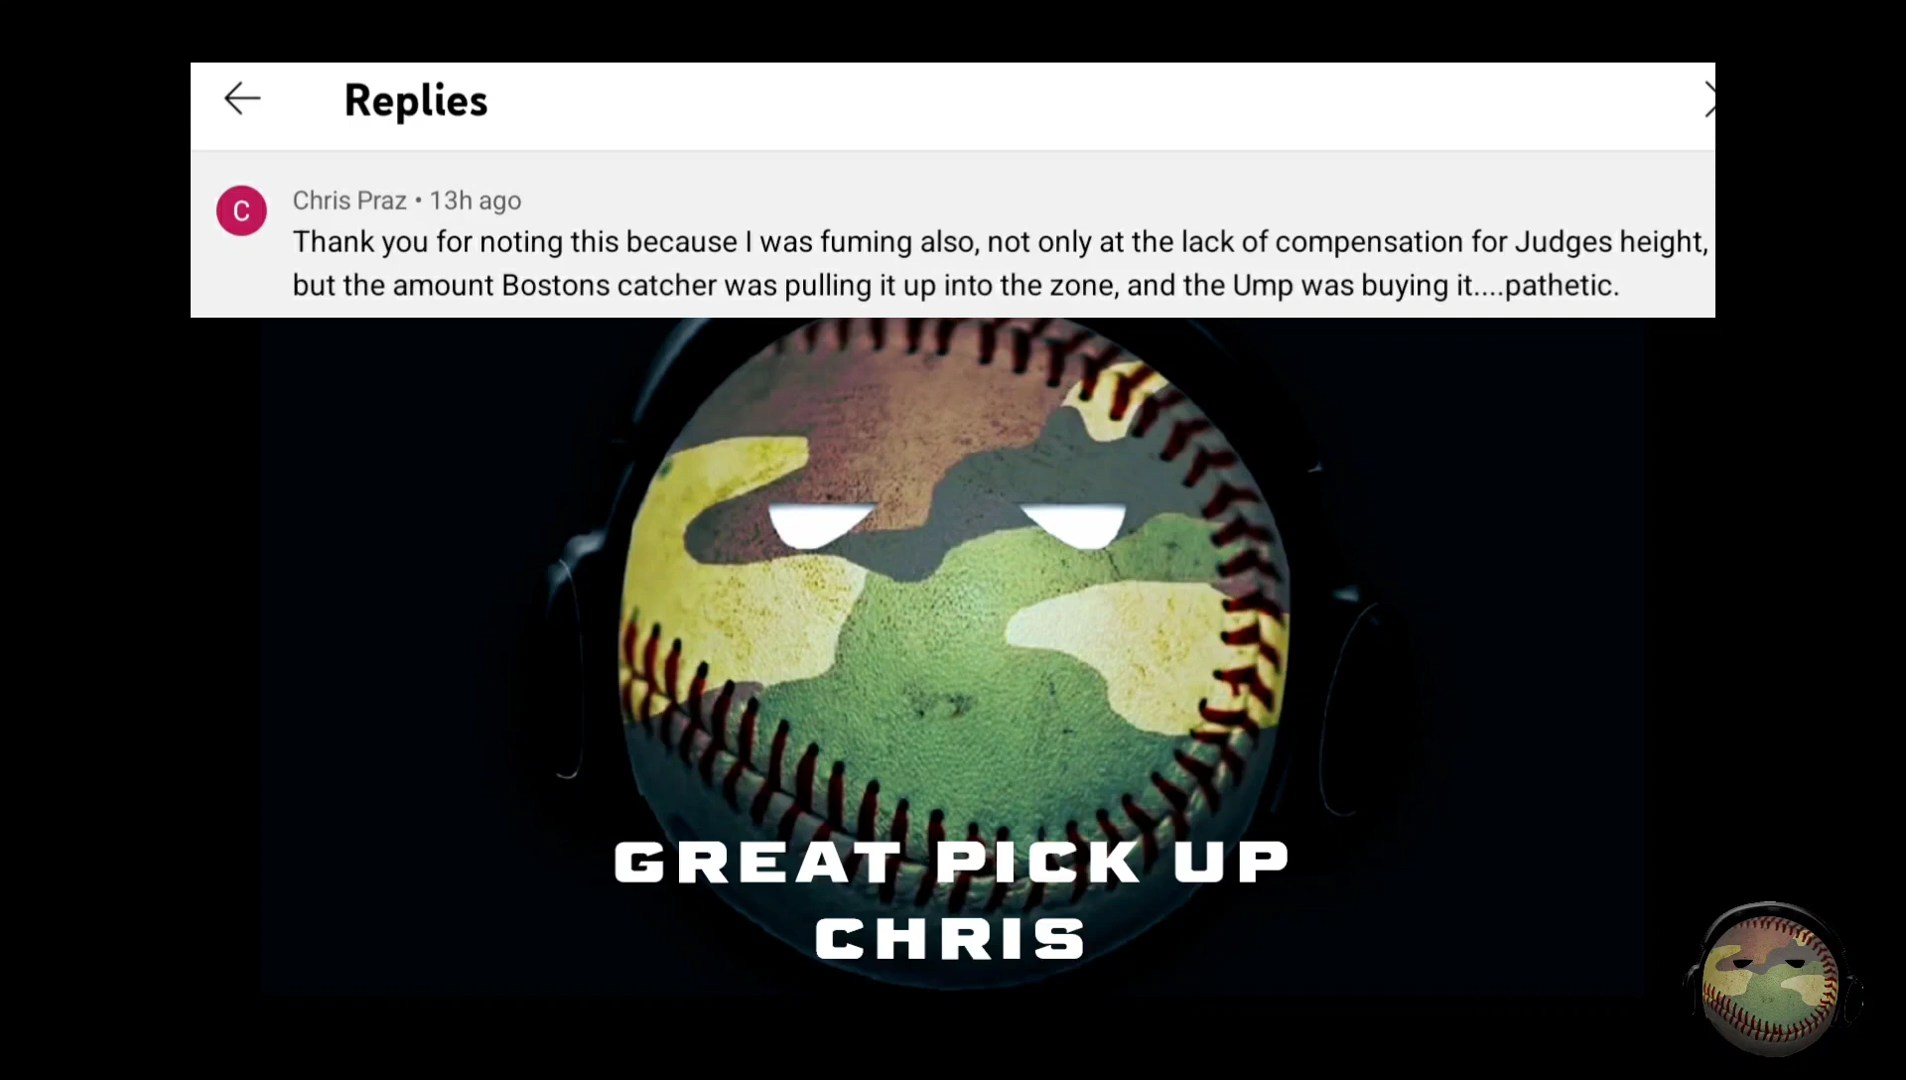 Replies
C
Chris Praz • 13h ago
Thank you for noting this because I was fuming also, not only at the lack of compensation for Judges height,
but the amount Bostons catcher was pulling it up into the zone, and the Ump was buying it....pathetic.
GREAT PICK UP
CHRIS